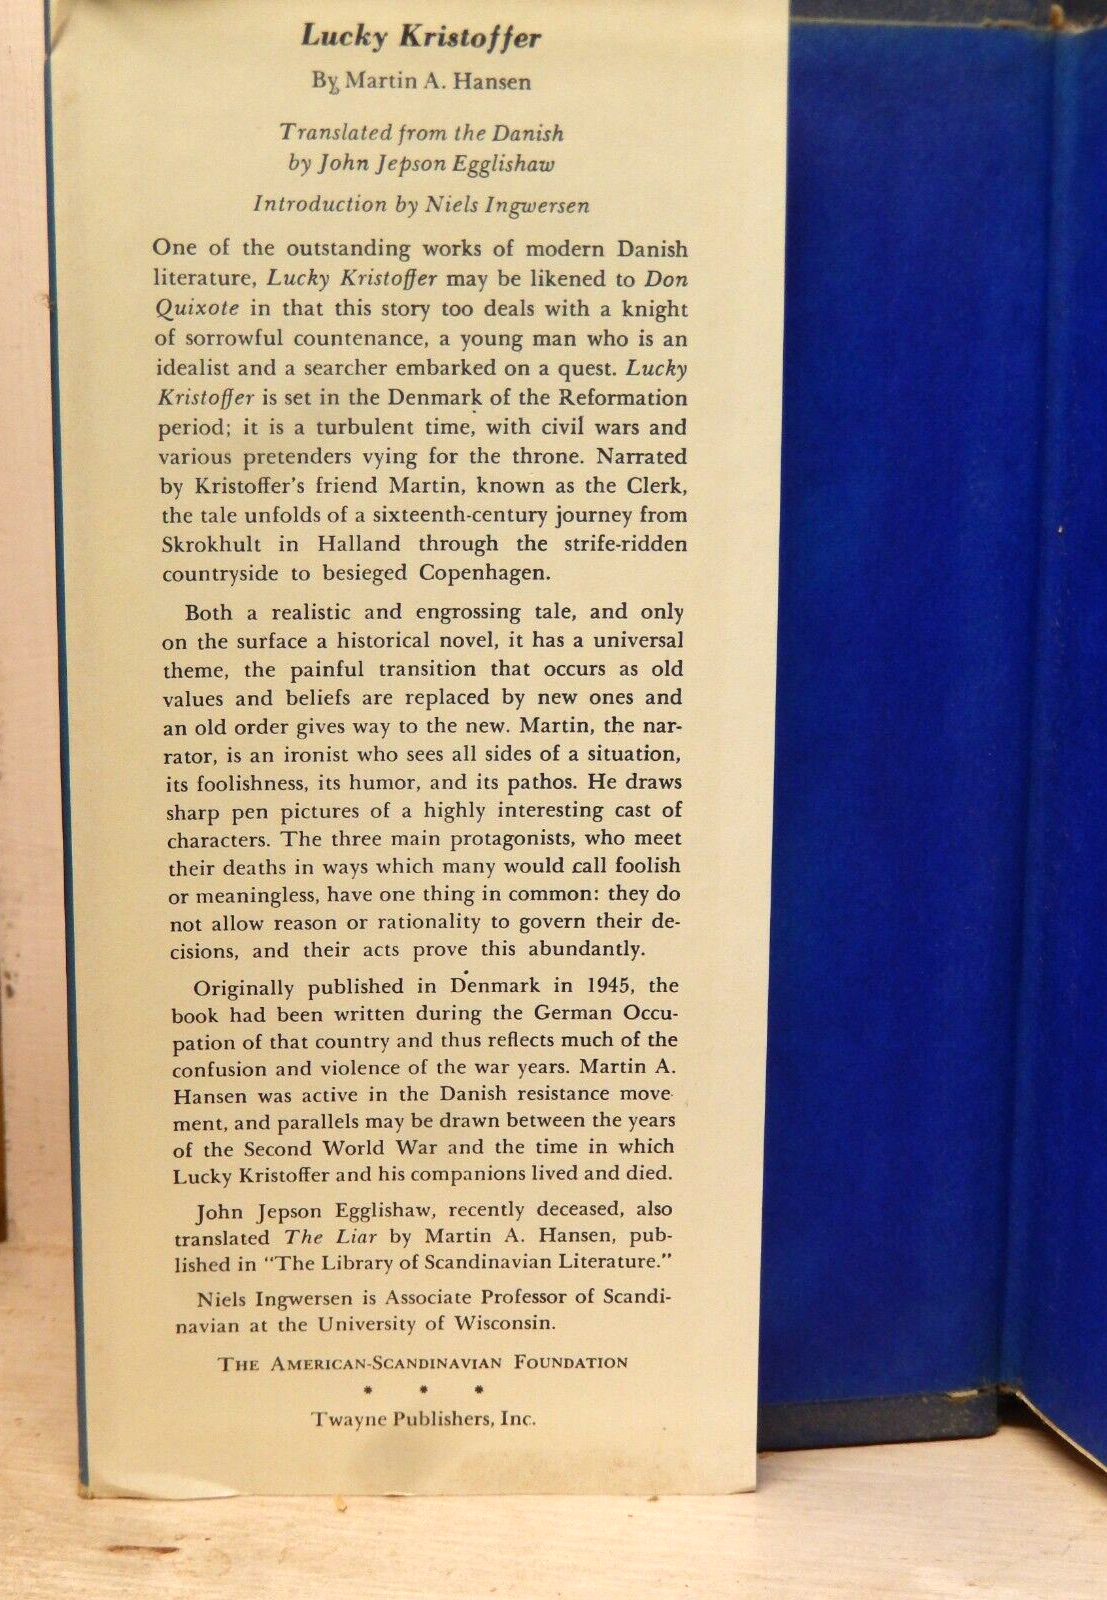 Lucky Kristoffer
By Martin A. Hansen
Translated from the Danish
by John Jepson Egglishaw
Introduction by Niels Ingwersen
One of the outstanding works of modern Danish
literature, Lucky Kristoffer may be likened to Don
Quixote in that this story too deals with a knight
of sorrowful countenance, a young man who is an
idealist and a searcher embarked on a quest. Lucky
Kristoffer is set in the Denmark of the Reformation
period; it is a turbulent time, with civil wars and
various pretenders vying for the throne. Narrated
by Kristoffer's friend Martin, known as the Clerk,
the tale unfolds of a sixteenth-century journey from
Skrokhult in Halland through the strife-ridden
countryside to besieged Copenhagen.
Both a realistic and engrossing tale, and only
on the surface a historical novel, it has a universal
theme, the painful transition that occurs as old
values and beliefs are replaced by new ones and
an old order gives way to the new. Martin, the nar-
rator, is an ironist who sees all sides of a situation,
its foolishness, its humor, and its pathos. He draws
sharp pen pictures of a highly interesting cast of
characters. The three main protagonists, who meet
their deaths in ways which many would call foolish
or meaningless, have one thing in common: they do
not allow reason or rationality to govern their de-
cisions, and their acts prove this abundantly.
Originally published in Denmark in 1945, the
book had been written during the German Occu-
pation of that country and thus reflects much of the
confusion and violence of the war years. Martin A.
Hansen was active in the Danish resistance move-
ment, and parallels may be drawn between the years
of the Second World War and the time in which
Lucky Kristoffer and his companions lived and died.
John Jepson Egglishaw, recently deceased, also
translated The Liar by Martin A. Hansen, pub-
lished in "The Library of Scandinavian Literature."
Niels Ingwersen is Associate Professor of Scandi-
navian at the University of Wisconsin.
THE AMERICAN-SCANDINAVIAN FOUNDATION
* * *
Twayne Publishers, Inc.